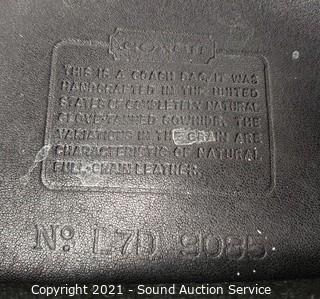 COACH
THIS IS A COACH BAG. IT WAS
HANDCRAFTED IN THE UNITED
STATES OF COMPLETELY NATURAL
GLOVE-TANNED COWHIDE. THE
VARIATIONS IN THE GRAIN ARE
CHARACTERISTIC OF NATURAL
FULL-GRAIN LEATHER.
No L7D 9085
Copyright 2021 - Sound Auction Service